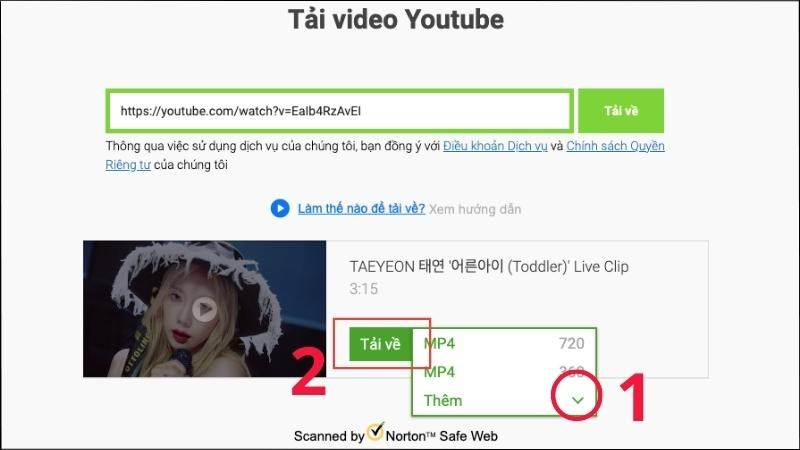 Tải video Youtube
https://youtube.com/watch?v=EaIb4RzAvEI
Tải về
Thông qua việc sử dụng dịch vụ của chúng tôi, bạn đồng ý với Điều khoản Dịch vụ và Chính sách Quyền
Riêng tư của chúng tôi
Làm thế nào để tải về? Xem hướng dẫn
TAEYEON 태연 '어른아이 (Toddler)' Live Clip
3:15
Tải về
MP4 720
MP4 360
Thêm
2
1
Scanned by Norton™ Safe Web